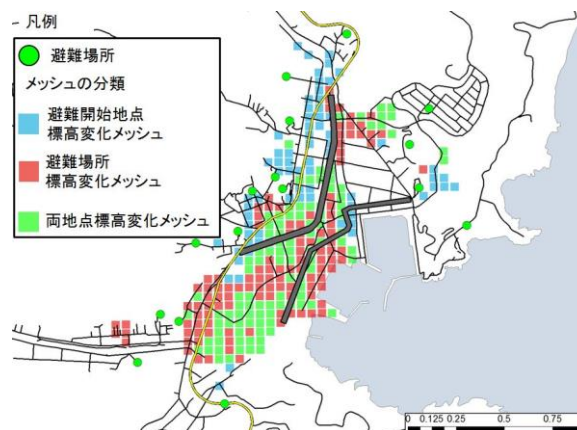 凡例
避難場所
メッシュの分類
避難開始地点
標高変化メッシュ
避難場所
標高変化メッシュ
両地点標高変化メッシュ
0 0.125 0.25 0.5 0.75